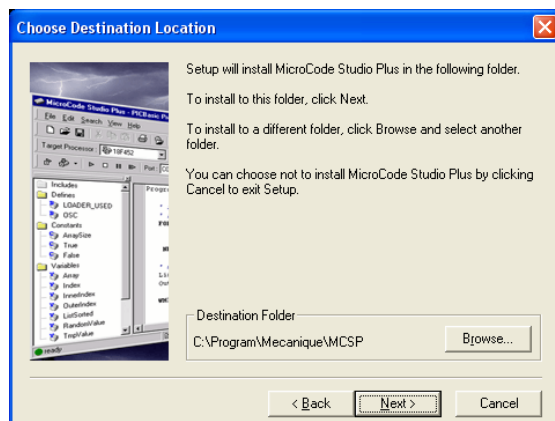 Choose Destination Location
Setup will install MicroCode Studio Plus in the following folder.
To install to this folder, click Next.
To install to a different folder, click Browse and select another
folder.
You can choose not to install MicroCode Studio Plus by clicking
Cancel to exit Setup.
MicroCode Studio Plus - PICBasic P
File Edit Search View Help
Target Processor 18F452
Port
Includes
Defines
LOADER_USED
OSC
Constants
ArraySize
True
False
Variables
Array
Index
InnerIndex
OuterIndex
ListSorted
RandomValue
TmpValue
ready
Destination Folder
C:\Program\Mecanique\MCSP
Browse...
< Back
Next >
Cancel